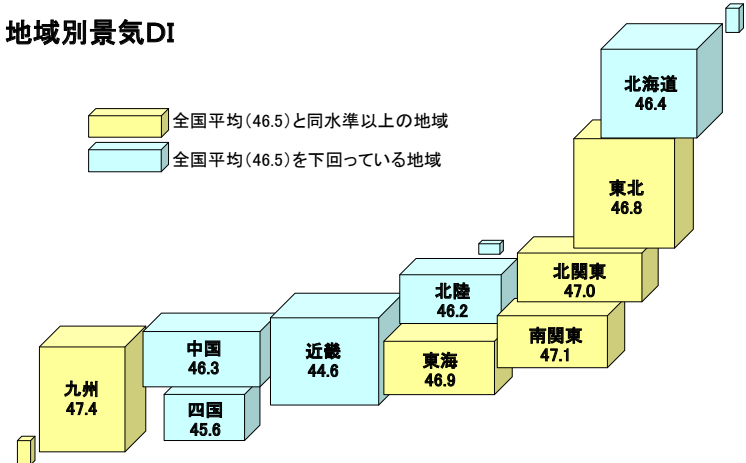 地域別景気DI
全国平均(46.5)と同水準以上の地域
全国平均(46.5)を下回っている地域
北海道
46.4
東北
46.8
北関東
47.0
北陸
46.2
南関東
47.1
東海
46.9
近畿
44.6
中国
46.3
四国
45.6
九州
47.4